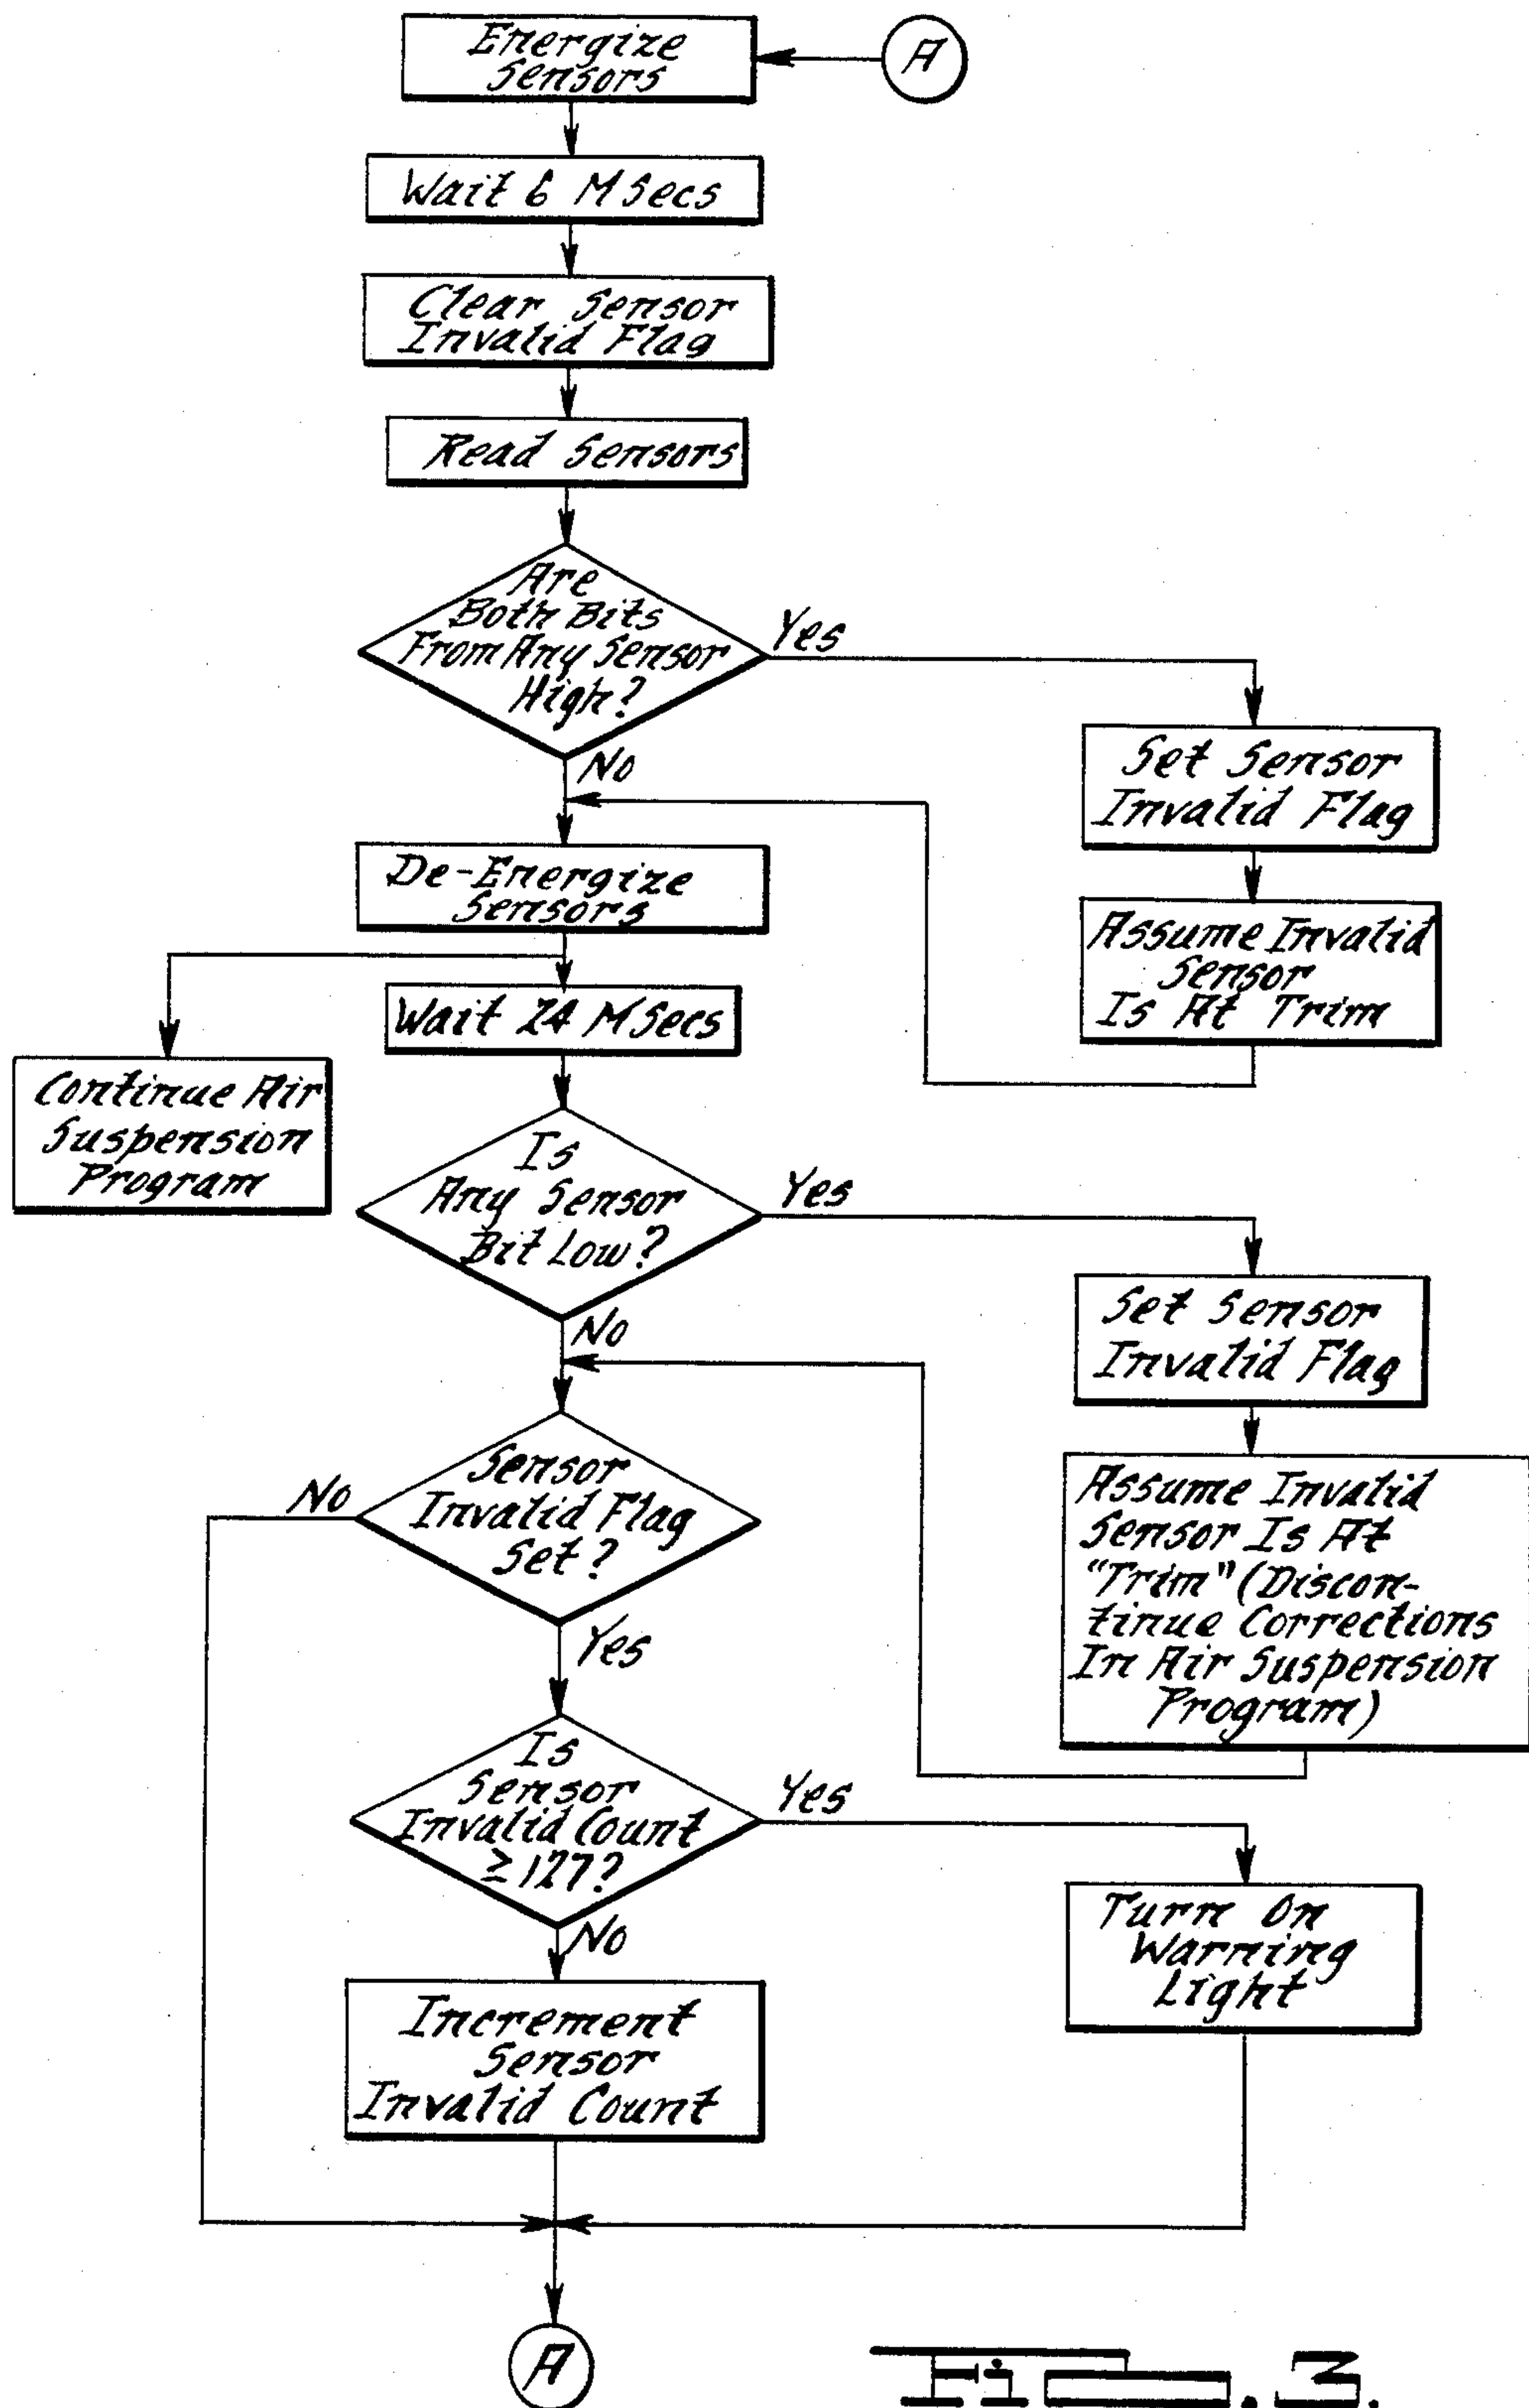 Energize
Sensors
A
Wait 6 MSecs
Clear Sensor
Invalid Flag
Read Sensors
Are
Both Bits
From Any Sensor
High?
Yes
No
Set Sensor
Invalid Flag
Assume Invalid
Sensor
Is At Trim
De-Energize
Sensors
Wait 24 MSecs
Continue Air
Suspension
Program
Is
Any Sensor
Bit Low?
Yes
No
Set Sensor
Invalid Flag
Assume Invalid
Sensor Is At
"Trim" (Discon-
tinue Corrections
In Air Suspension
Program)
Sensor
Invalid Flag
Set?
No
Yes
Is
Sensor
Invalid Count
≥127?
Yes
No
Turn On
Warning
Light
Increment
Sensor
Invalid Count
A
Fig. 3.